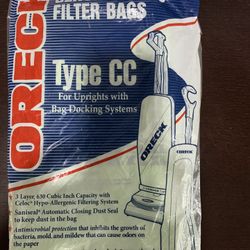 FILTER BAGS
ORECK
Type CC
For Uprights with
Bag Docking Systems
ORECK
ORECK
3 Layer, 630 Cubic Inch Capacity with
Celoc® Hypo-Allergenic Filtering System
Saniseal® Automatic Closing Dust Seal
to keep dust in the bag
Antimicrobial protection that inhibits the growth of
bacteria, mold, and mildew that can cause odors on
the paper